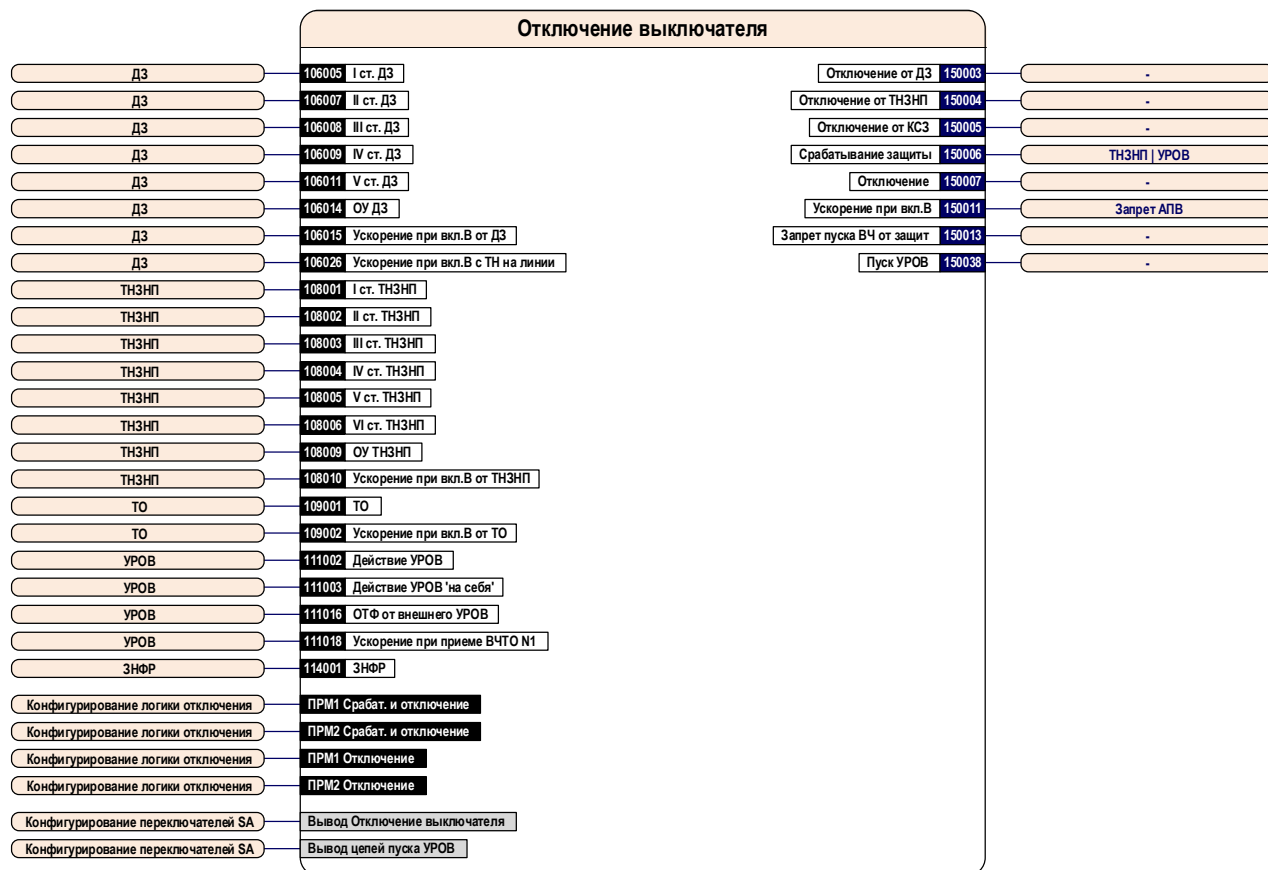 Отключение выключателя
ДЗ 106005 I ст. ДЗ Отключение от ДЗ 150003 -
ДЗ 106007 II ст. ДЗ Отключение от ТНЗНП 150004 -
ДЗ 106008 III ст. ДЗ Отключение от КСЗ 150005 -
ДЗ 106009 IV ст. ДЗ Срабатывание защиты 150006 ТНЗНП | УРОВ
ДЗ 106011 V ст. ДЗ Отключение 150007 -
ДЗ 106014 ОУ ДЗ Ускорение при вкл.В 150011 Запрет АПВ
ДЗ 106015 Ускорение при вкл.В от ДЗ Запрет пуска ВЧ от защит 150013 -
ДЗ 106026 Ускорение при вкл.В с ТН на линии Пуск УРОВ 150038 -
ТНЗНП 108001 I ст. ТНЗНП
ТНЗНП 108002 II ст. ТНЗНП
ТНЗНП 108003 III ст. ТНЗНП
ТНЗНП 108004 IV ст. ТНЗНП
ТНЗНП 108005 V ст. ТНЗНП
ТНЗНП 108006 VI ст. ТНЗНП
ТНЗНП 108009 ОУ ТНЗНП
ТНЗНП 108010 Ускорение при вкл.В от ТНЗНП
ТО 109001 ТО
ТО 109002 Ускорение при вкл.В от ТО
УРОВ 111002 Действие УРОВ
УРОВ 111003 Действие УРОВ 'на себя'
УРОВ 111016 ОТФ от внешнего УРОВ
УРОВ 111018 Ускорение при приеме ВЧТО N1
ЗНФР 114001 ЗНФР
Конфигурирование логики отключения ПРМ1 Срабат. и отключение
Конфигурирование логики отключения ПРМ2 Срабат. и отключение
Конфигурирование логики отключения ПРМ1 Отключение
Конфигурирование логики отключения ПРМ2 Отключение
Конфигурирование переключателей SA Вывод Отключение выключателя
Конфигурирование переключателей SA Вывод цепей пуска УРОВ